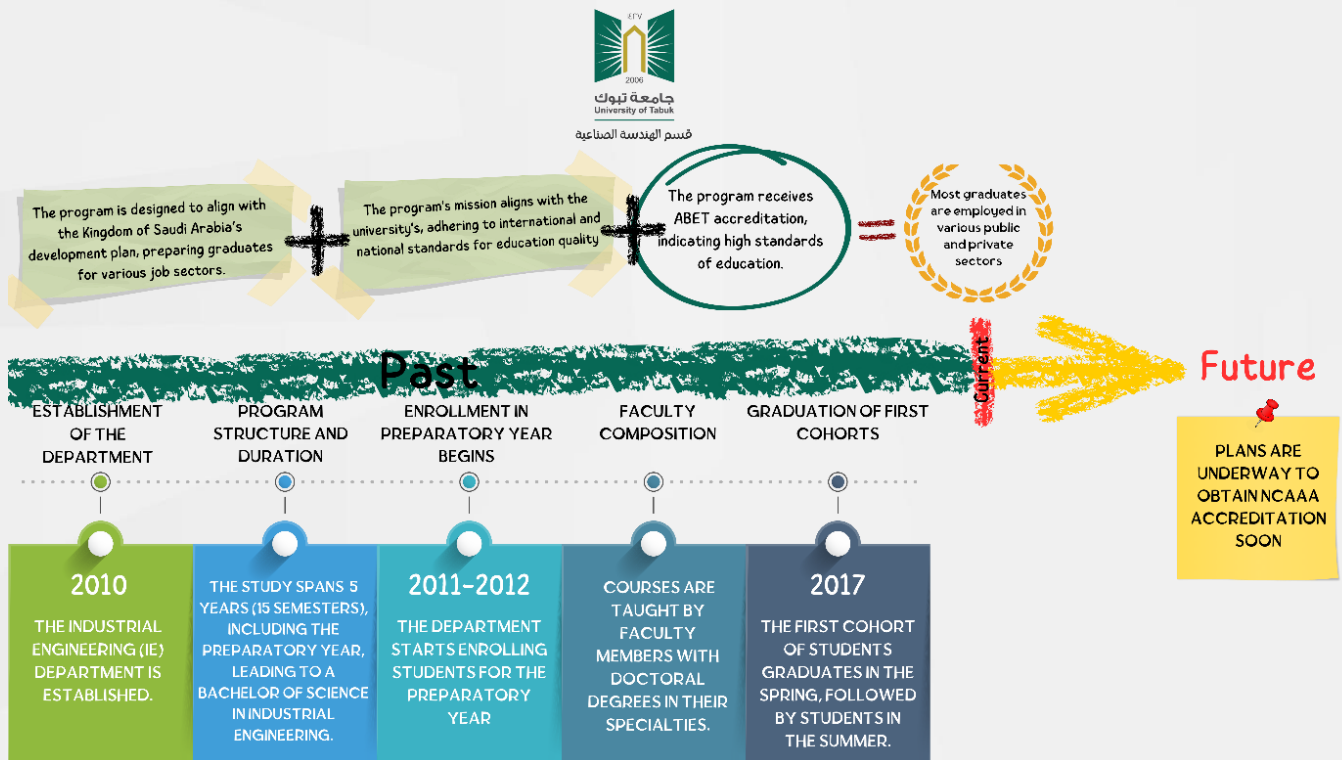 ١٤٢٧
2006
جامعة تبوك
University of Tabuk
قسم الهندسة الصناعية
The program is designed to align with
the Kingdom of Saudi Arabia's
development plan, preparing graduates
for various job sectors.
The program's mission aligns with the
university's, adhering to international and
national standards for education quality
The program receives
ABET accreditation,
indicating high standards
of education.
Most graduates
are employed in
various public
and private
sectors
Past
Current
Future
ESTABLISHMENT
OF THE
DEPARTMENT
PROGRAM
STRUCTURE AND
DURATION
ENROLLMENT IN
PREPARATORY YEAR
BEGINS
FACULTY
COMPOSITION
GRADUATION OF FIRST
COHORTS
PLANS ARE
UNDERWAY TO
OBTAIN NCAAA
ACCREDITATION
SOON
2010
THE INDUSTRIAL
ENGINEERING (IE)
DEPARTMENT IS
ESTABLISHED.
THE STUDY SPANS 5
YEARS (15 SEMESTERS),
INCLUDING THE
PREPARATORY YEAR,
LEADING TO A
BACHELOR OF SCIENCE
IN INDUSTRIAL
ENGINEERING.
2011-2012
THE DEPARTMENT
STARTS ENROLLING
STUDENTS FOR THE
PREPARATORY
YEAR
COURSES ARE
TAUGHT BY
FACULTY
MEMBERS WITH
DOCTORAL
DEGREES IN THEIR
SPECIALTIES.
2017
THE FIRST COHORT
OF STUDENTS
GRADUATES IN THE
SPRING, FOLLOWED
BY STUDENTS IN
THE SUMMER.